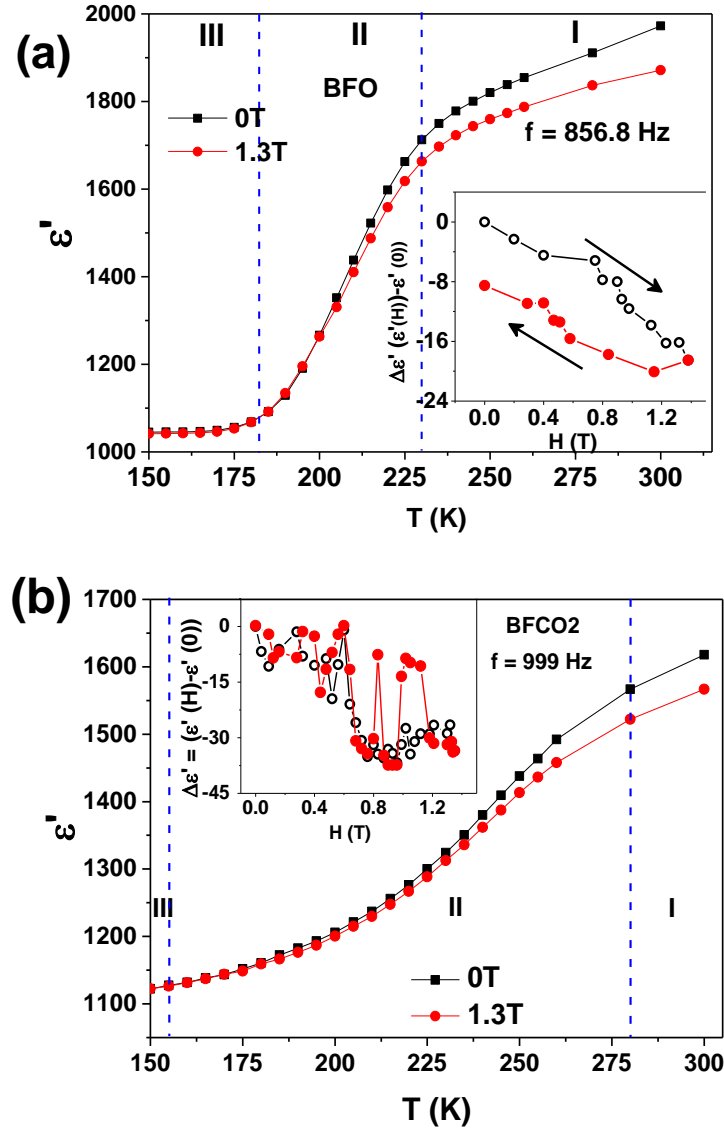 (a)
III II I
BFO
0T
1.3T
f = 856.8 Hz
2000
1800
1600
1400
1200
1000
ε'
150 175 200 225 250 275 300
T (K)
0
-8
-16
-24
Δε' (ε'(H))-ε' (0))
0.0 0.4 0.8 1.2
H (T)
(b)
BFCO2
f = 999 Hz
1700
1600
1500
1400
1300
1200
1100
ε'
0
-15
-30
-45
Δε' = (ε' (H)-ε' (0))
0.0 0.4 0.8 1.2
H (T)
III II I
0T
1.3T
150 175 200 225 250 275 300
T (K)